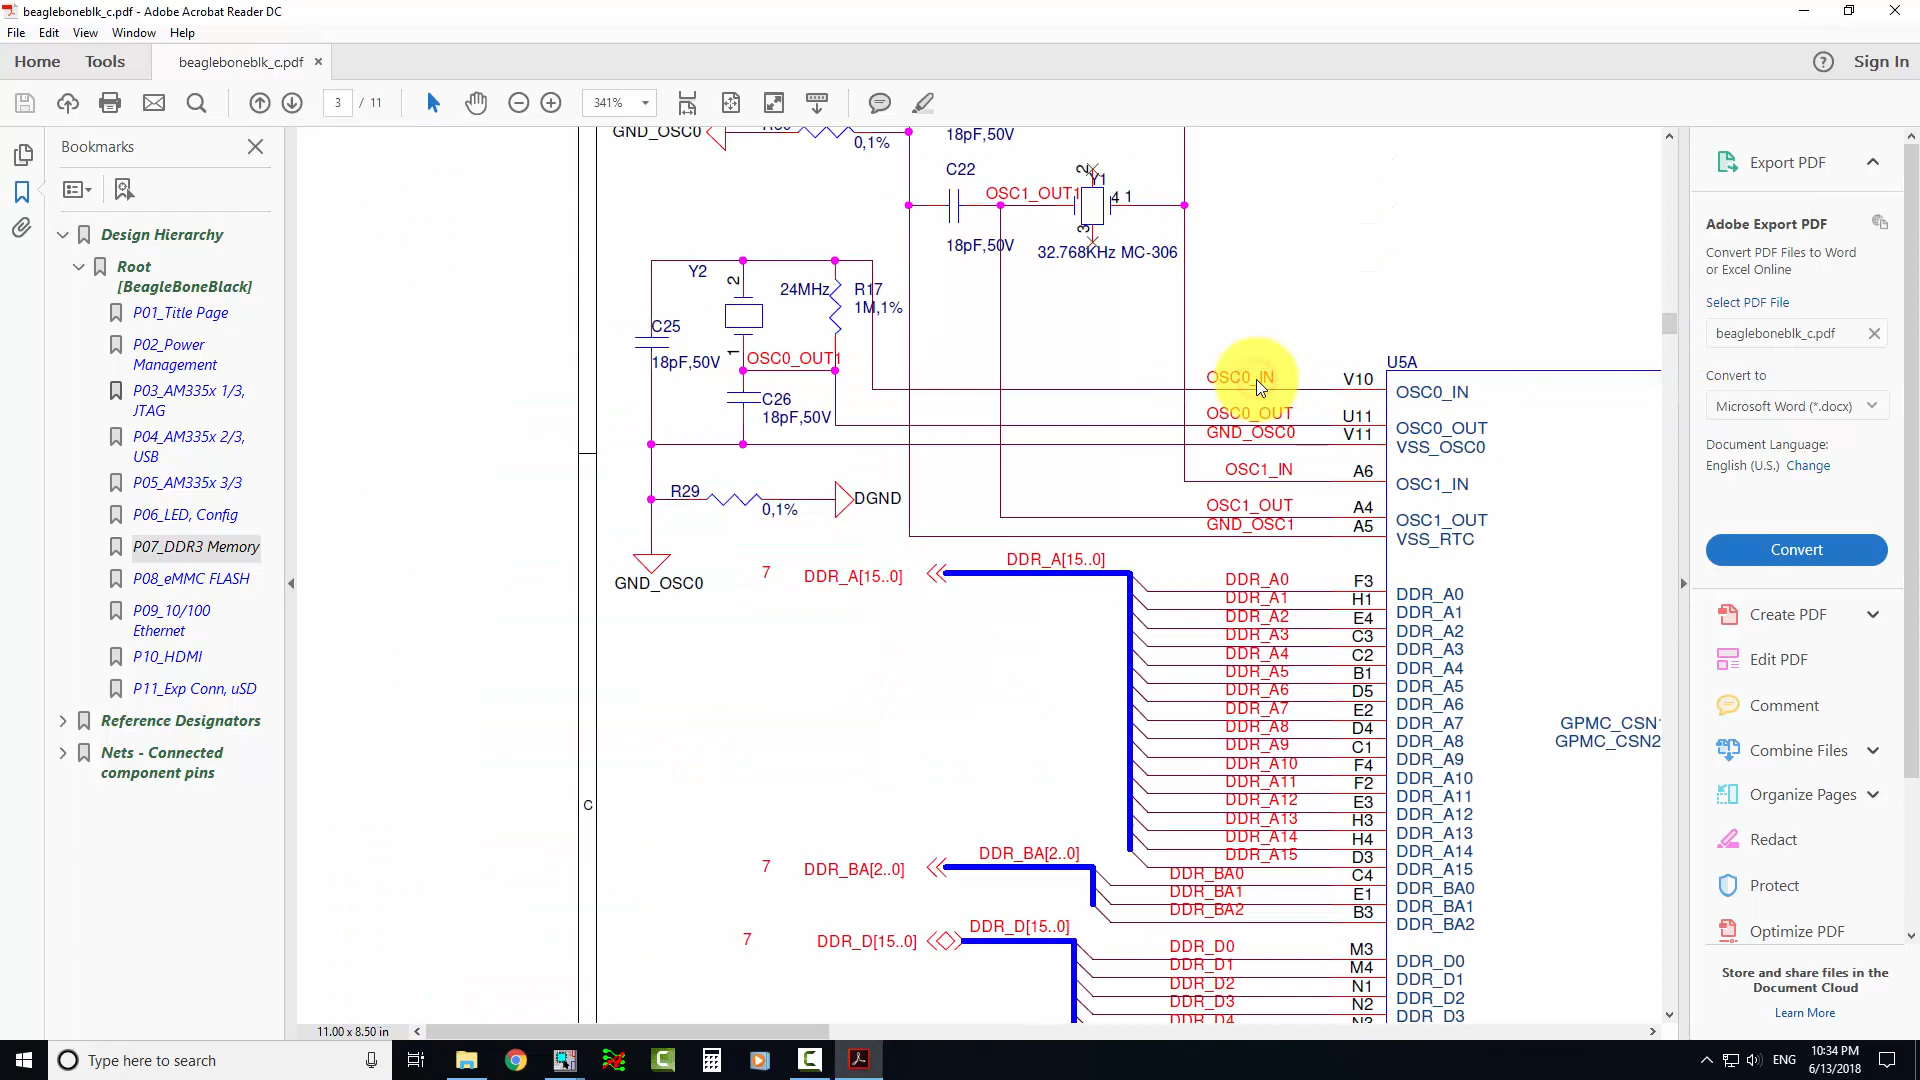 beagleboneblk_c.pdf - Adobe Acrobat Reader DC
File Edit View Window Help
Home Tools beagleboneblk_c.pdf × Sign In
3 / 11 341%
Bookmarks
Design Hierarchy
Root
[BeagleBoneBlack]
P01_Title Page
P02_Power
Management
P03_AM335x 1/3,
JTAG
P04_AM335x 2/3,
USB
P05_AM335x 3/3
P06_LED, Config
P07_DDR3 Memory
P08_eMMC FLASH
P09_10/100
Ethernet
P10_HDMI
P11_Exp Conn, uSD
Reference Designators
Nets - Connected
component pins
GND_OSC0
0,1%
18pF,50V
C22
18pF,50V
OSC1_OUT1
Y1
2
4 1
3
32.768KHz MC-306
Y2
2
24MHz
R17
1M,1%
C25
18pF,50V
1
OSC0_OUT1
C26
18pF,50V
R29
0,1%
DGND
GND_OSC0
U5A
OSC0_IN V10 OSC0_IN
OSC0_OUT U11 OSC0_OUT
GND_OSC0 V11 VSS_OSC0
OSC1_IN A6 OSC1_IN
OSC1_OUT A4 OSC1_OUT
GND_OSC1 A5 VSS_RTC
7 DDR_A[15..0] DDR_A[15..0]
DDR_A0 F3 DDR_A0
DDR_A1 H1 DDR_A1
DDR_A2 E4 DDR_A2
DDR_A3 C3 DDR_A3
DDR_A4 C2 DDR_A4
DDR_A5 B1 DDR_A5
DDR_A6 D5 DDR_A6
DDR_A7 E2 DDR_A7 GPMC_CSN1
DDR_A8 D4 DDR_A8 GPMC_CSN2
DDR_A9 C1 DDR_A9
DDR_A10 F4 DDR_A10
DDR_A11 F2 DDR_A11
DDR_A12 E3 DDR_A12
DDR_A13 H3 DDR_A13
DDR_A14 H4 DDR_A14
DDR_A15 D3 DDR_A15
7 DDR_BA[2..0] DDR_BA[2..0]
DDR_BA0 C4 DDR_BA0
DDR_BA1 E1 DDR_BA1
DDR_BA2 B3 DDR_BA2
7 DDR_D[15..0] DDR_D[15..0]
DDR_D0 M3 DDR_D0
DDR_D1 M4 DDR_D1
DDR_D2 N1 DDR_D2
DDR_D3 N2 DDR_D3
DDR_D4
C
11.00 x 8.50 in
Export PDF
Adobe Export PDF
Convert PDF Files to Word
or Excel Online
Select PDF File
beagleboneblk_c.pdf
Convert to
Microsoft Word (*.docx)
Document Language:
English (U.S.) Change
Convert
Create PDF
Edit PDF
Comment
Combine Files
Organize Pages
Redact
Protect
Optimize PDF
Store and share files in the
Document Cloud
Learn More
Type here to search
ENG
10:34 PM
6/13/2018